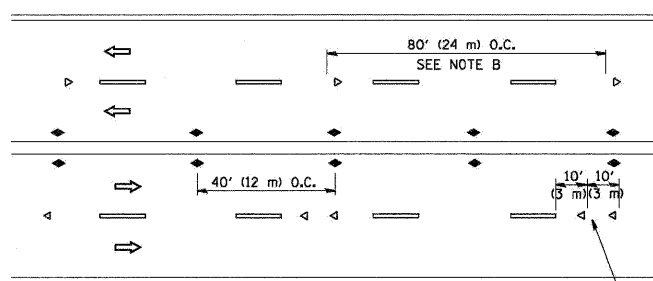 80' (24 m) O.C.
SEE NOTE B
40' (12 m) O.C.
10' 10'
(3 m) (3 m)